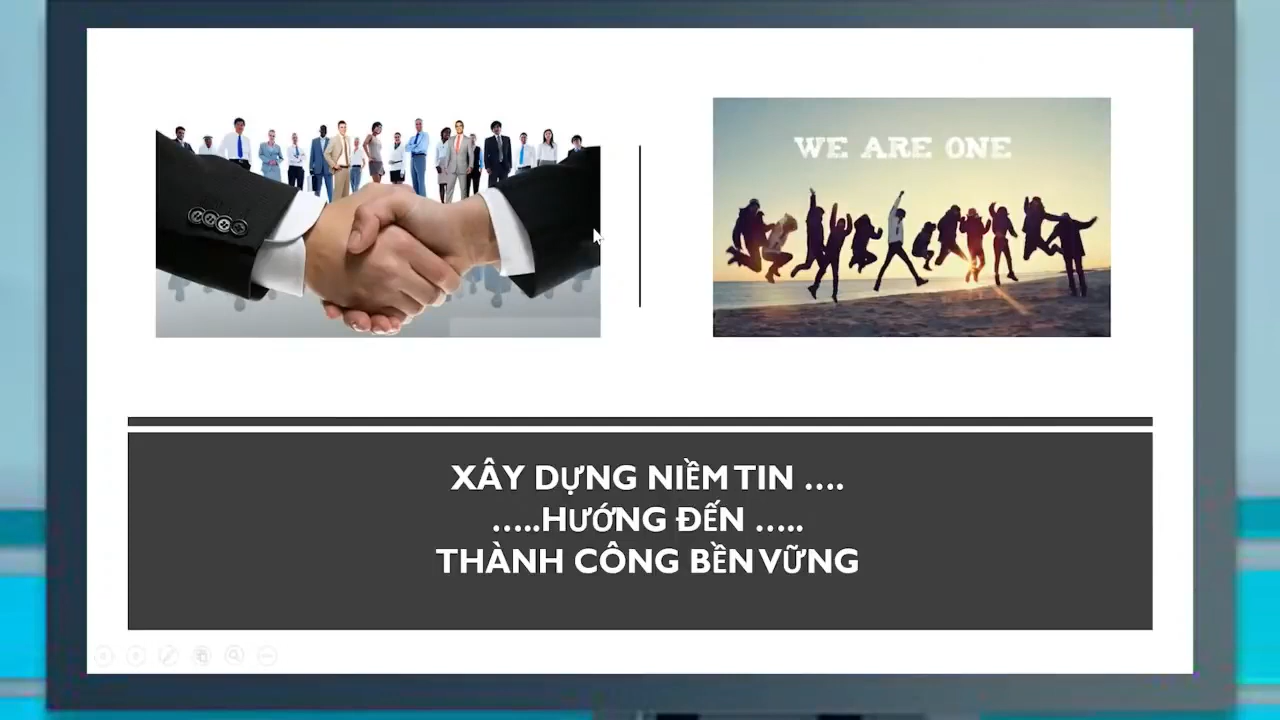 WE ARE ONE
XÂY DỰNG NIỀM TIN ....
.....HƯỚNG ĐẾN .....
THÀNH CÔNG BỀN VỮNG